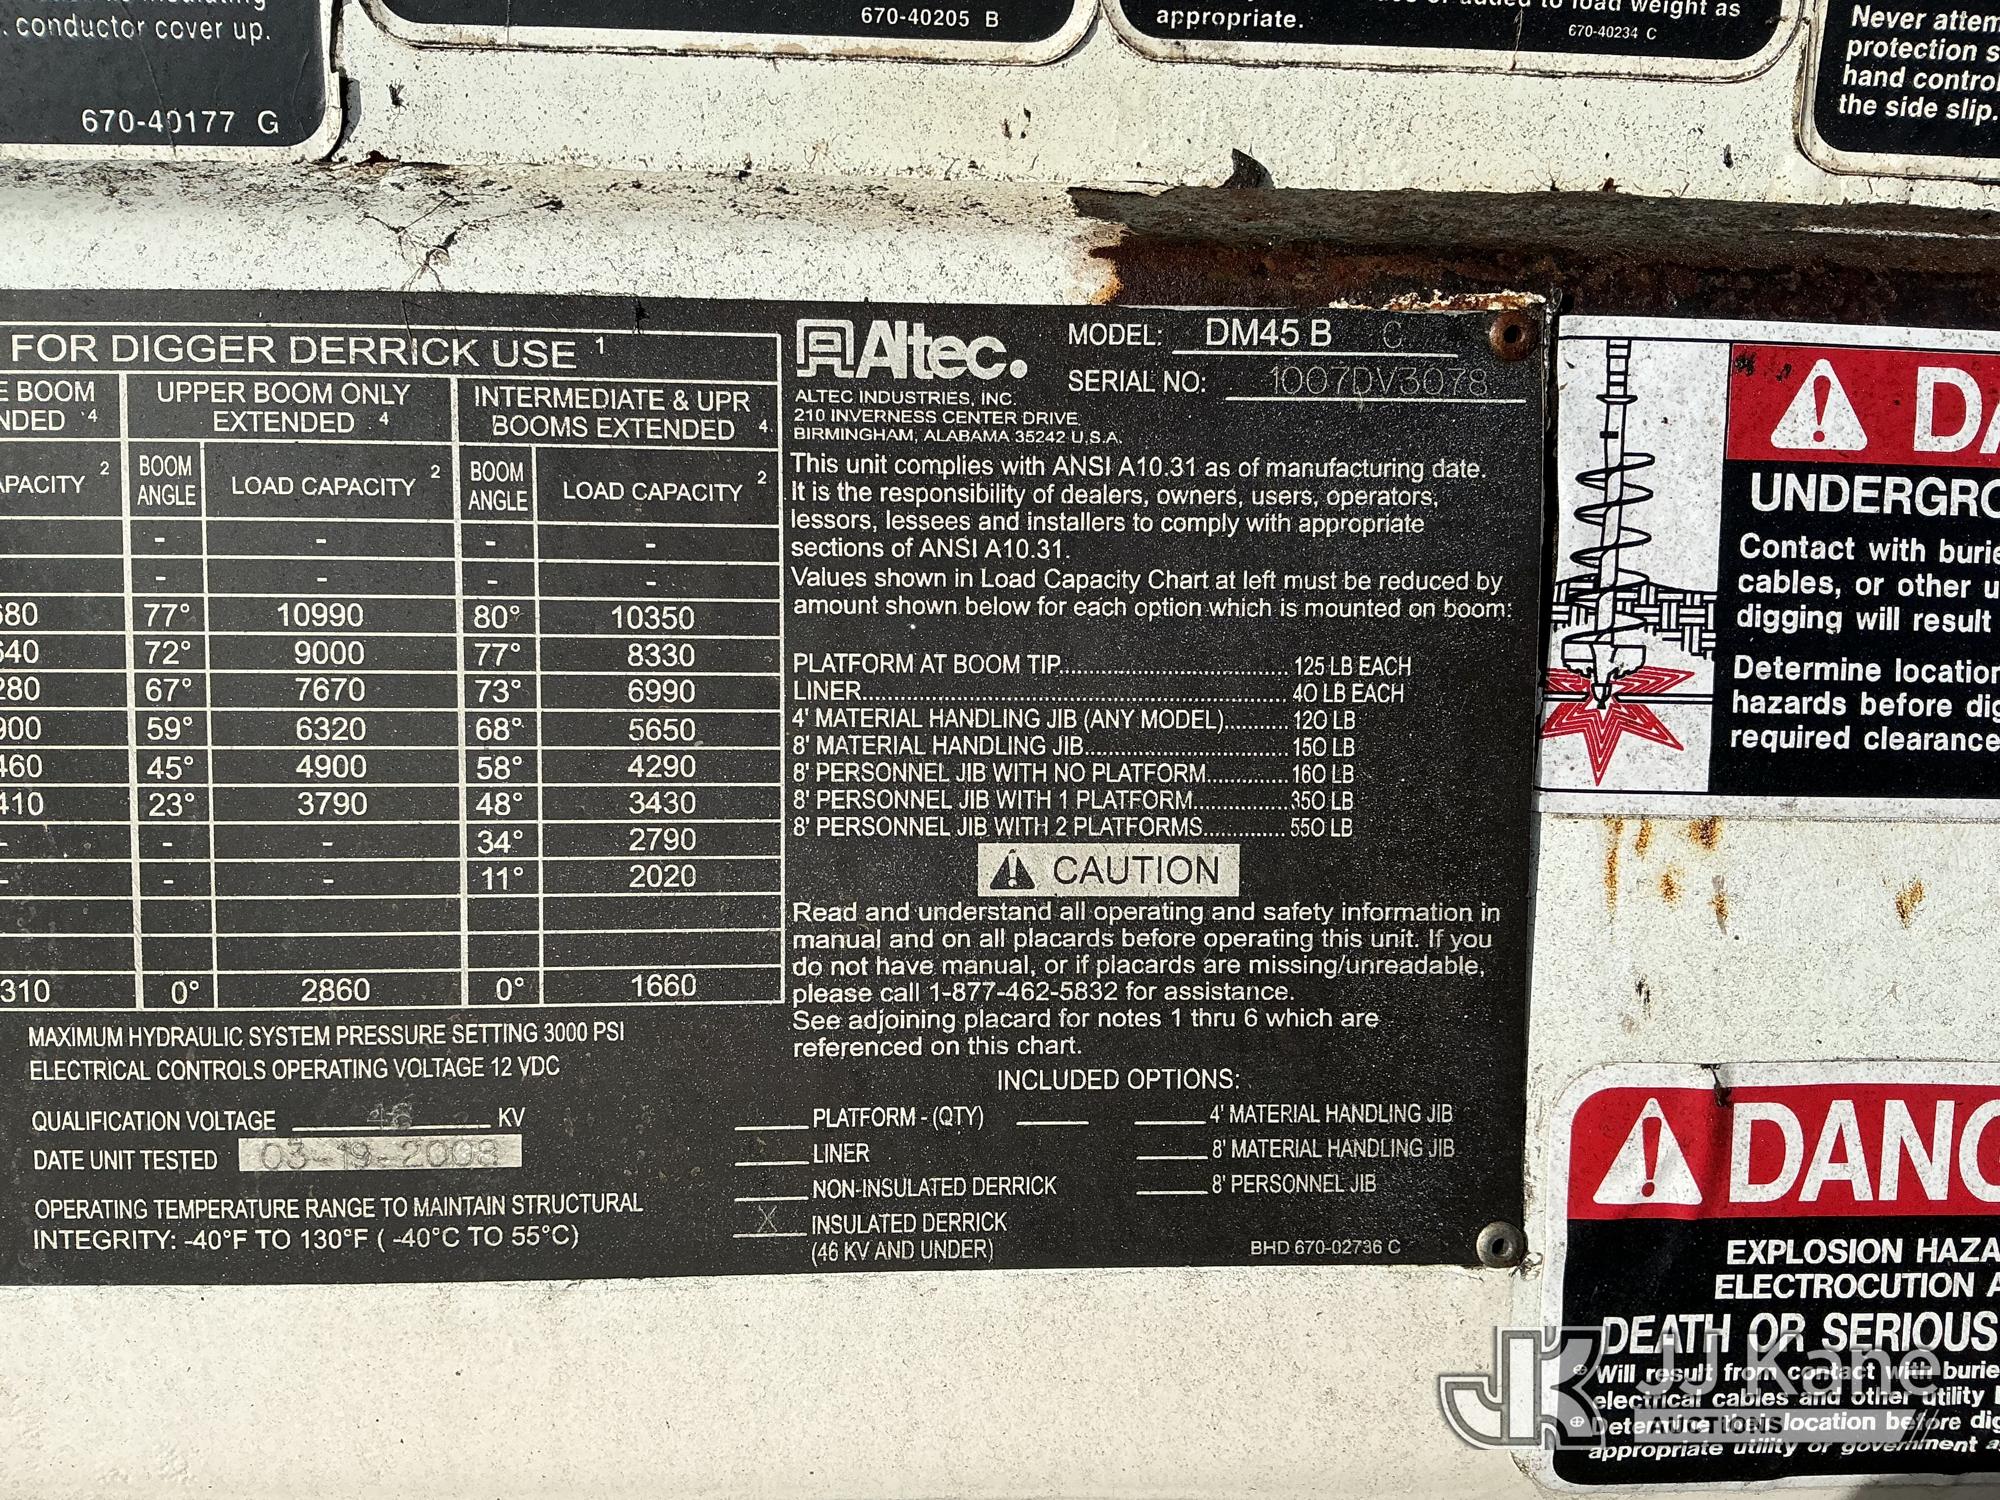 conductor cover up.
670-40177 G
670-40205 B
to load weight as
appropriate.
670-40234 C
Never attem
protection s
hand control
the side slip.
FOR DIGGER DERRICK USE 1
E BOOM
NDED 4
UPPER BOOM ONLY
EXTENDED 4
INTERMEDIATE & UPR
BOOMS EXTENDED 4
APACITY 2
BOOM
ANGLE
LOAD CAPACITY 2
BOOM
ANGLE
LOAD CAPACITY 2
- - - -
- - - -
680 77° 10990 80° 10350
640 72° 9000 77° 8330
280 67° 7670 73° 6990
900 59° 6320 68° 5650
460 45° 4900 58° 4290
410 23° 3790 48° 3430
- - - 34° 2790
- - - 11° 2020
310 0° 2860 0° 1660
MAXIMUM HYDRAULIC SYSTEM PRESSURE SETTING 3000 PSI
ELECTRICAL CONTROLS OPERATING VOLTAGE 12 VDC
QUALIFICATION VOLTAGE 46 KV
DATE UNIT TESTED 03-19-2008
OPERATING TEMPERATURE RANGE TO MAINTAIN STRUCTURAL
INTEGRITY: -40°F TO 130°F ( -40°C TO 55°C)
Altec.
MODEL: DM45 B C
SERIAL NO: 1007DV3078
ALTEC INDUSTRIES, INC.
210 INVERNESS CENTER DRIVE
BIRMINGHAM, ALABAMA 35242 U.S.A.
This unit complies with ANSI A10.31 as of manufacturing date.
It is the responsibility of dealers, owners, users, operators,
lessors, lessees and installers to comply with appropriate
sections of ANSI A10.31.
Values shown in Load Capacity Chart at left must be reduced by
amount shown below for each option which is mounted on boom:
PLATFORM AT BOOM TIP............................125 LB EACH
LINER............................40 LB EACH
4' MATERIAL HANDLING JIB (ANY MODEL)..........120 LB
8' MATERIAL HANDLING JIB............................150 LB
8' PERSONNEL JIB WITH NO PLATFORM............160 LB
8' PERSONNEL JIB WITH 1 PLATFORM..............350 LB
8' PERSONNEL JIB WITH 2 PLATFORMS............550 LB
CAUTION
Read and understand all operating and safety information in
manual and on all placards before operating this unit. If you
do not have manual, or if placards are missing/unreadable,
please call 1-877-462-5832 for assistance.
See adjoining placard for notes 1 thru 6 which are
referenced on this chart.
INCLUDED OPTIONS:
PLATFORM - (QTY)
LINER
NON-INSULATED DERRICK
X INSULATED DERRICK
(46 KV AND UNDER)
4' MATERIAL HANDLING JIB
8' MATERIAL HANDLING JIB
8' PERSONNEL JIB
BHD 670-02736 C
DA
UNDERGRO
Contact with burie
cables, or other u
digging will result
Determine location
hazards before dig
required clearance
DANG
EXPLOSION HAZA
ELECTROCUTION A
DEATH OR SERIOUS
Will result from contact with burie
electrical cables and other utility
Determine their location before dig
appropriate utility or government a
JK
JJ Kane
AUCTIONS